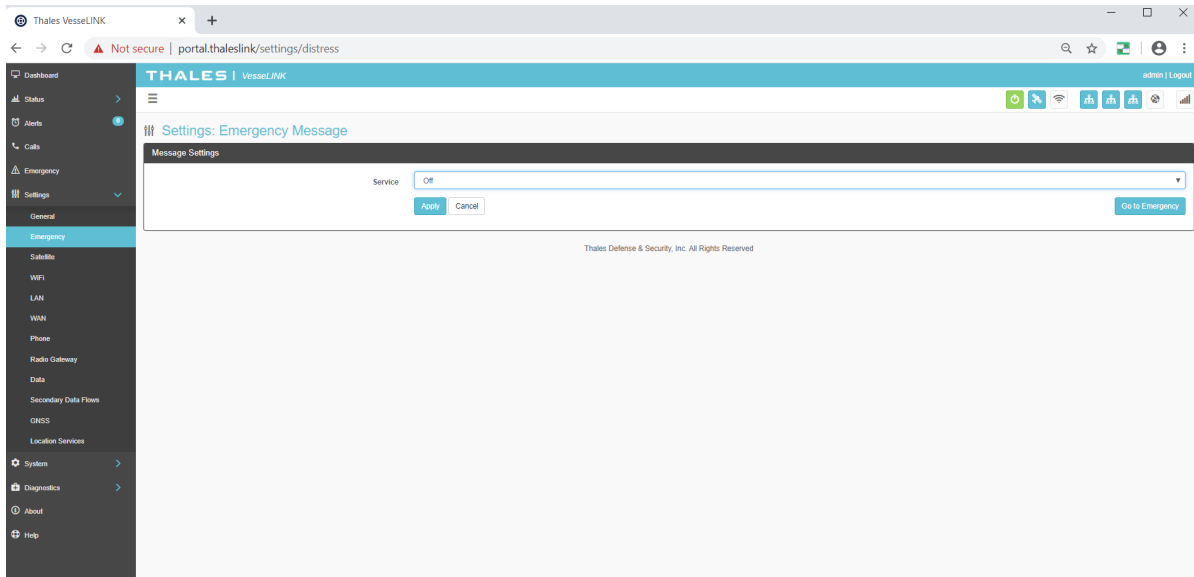 Thales VesseLINK
Not secure | portal.thaleslink/settings/distress
Dashboard
Status
Alerts 0
Calls
Emergency
Settings
General
Emergency
Satellite
WiFi
LAN
WAN
Phone
Radio Gateway
Data
Secondary Data Flows
GNSS
Location Services
System
Diagnostics
About
Help
THALES | VesseLINK
admin | Logout
Settings: Emergency Message
Message Settings
Service Off
Apply Cancel Go to Emergency
Thales Defense & Security, Inc. All Rights Reserved